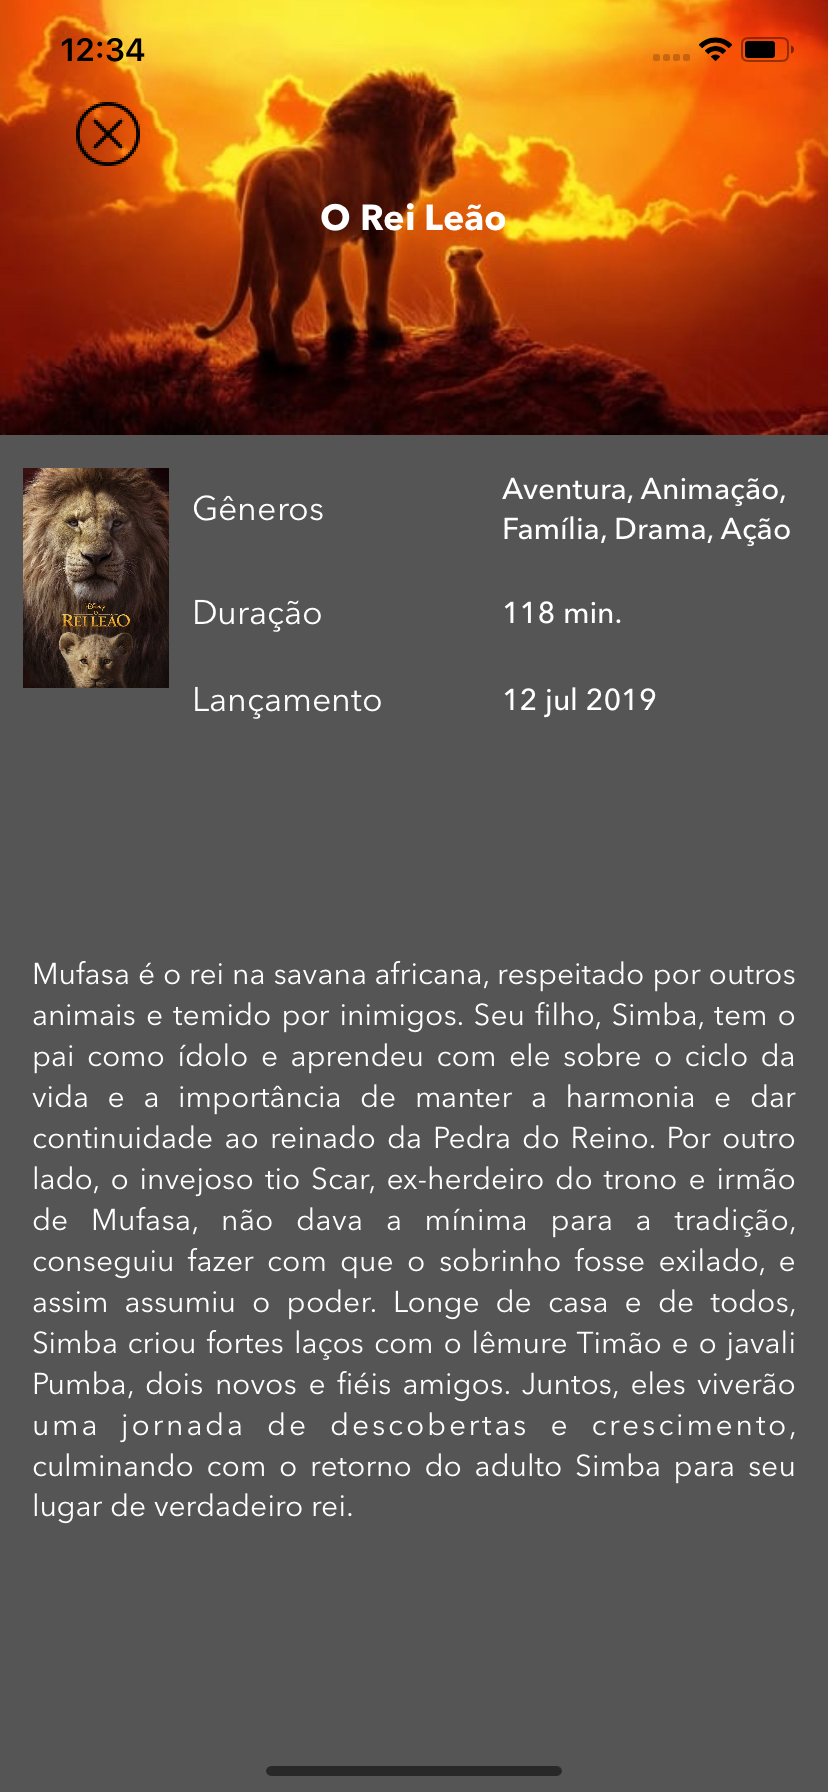 12:34
O Rei Leão
Gêneros
Aventura, Animação,
Família, Drama, Ação
Disney
O
REI LEÃO
Duração
118 min.
Lançamento
12 jul 2019
Mufasa é o rei na savana africana, respeitado por outros
animais e temido por inimigos. Seu filho, Simba, tem o
pai como ídolo e aprendeu com ele sobre o ciclo da
vida e a importância de manter a harmonia e dar
continuidade ao reinado da Pedra do Reino. Por outro
lado, o invejoso tio Scar, ex-herdeiro do trono e irmão
de Mufasa, não dava a mínima para a tradição,
conseguiu fazer com que o sobrinho fosse exilado, e
assim assumiu o poder. Longe de casa e de todos,
Simba criou fortes laços com o lêmure Timão e o javali
Pumba, dois novos e fiéis amigos. Juntos, eles viverão
uma jornada de descobertas e crescimento,
culminando com o retorno do adulto Simba para seu
lugar de verdadeiro rei.